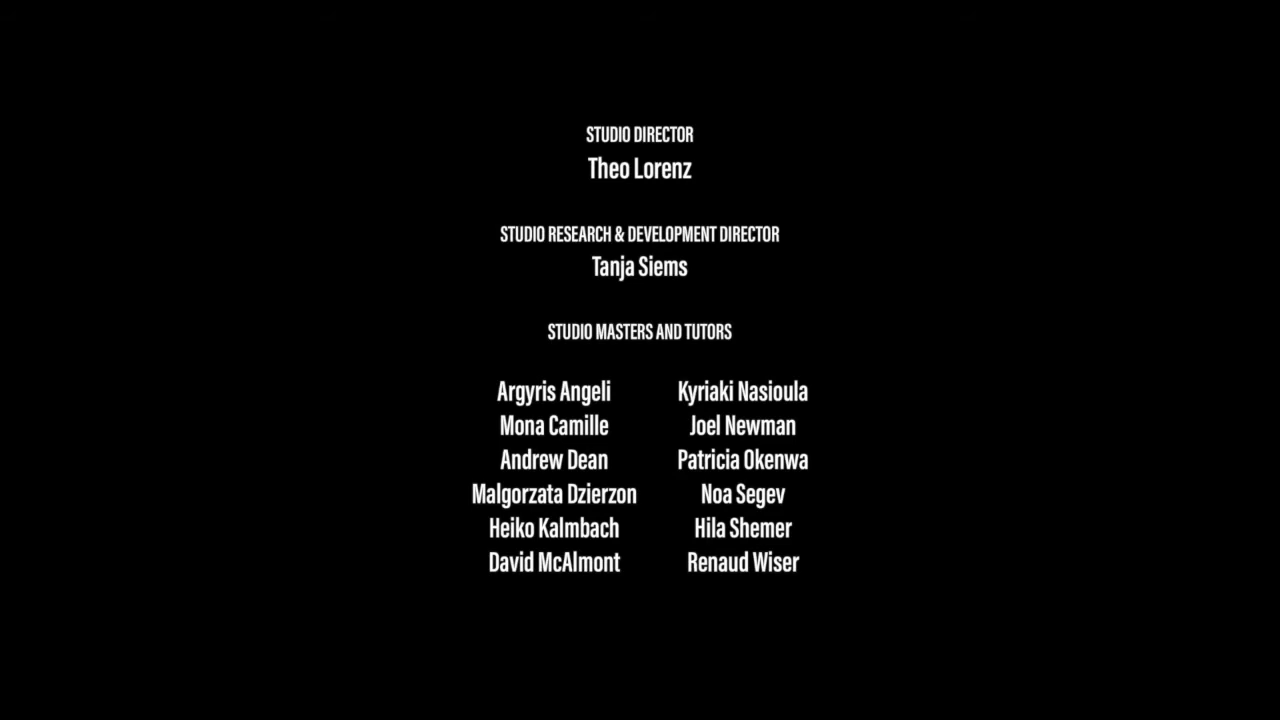 STUDIO DIRECTOR
Theo Lorenz
STUDIO RESEARCH & DEVELOPMENT DIRECTOR
Tanja Siems
STUDIO MASTERS AND TUTORS
Argyris Angeli
Mona Camille
Andrew Dean
Malgorzata Dzierzon
Heiko Kalmbach
David McAlmont
Kyriaki Nasioula
Joel Newman
Patricia Okenwa
Noa Segev
Hila Shemer
Renaud Wiser